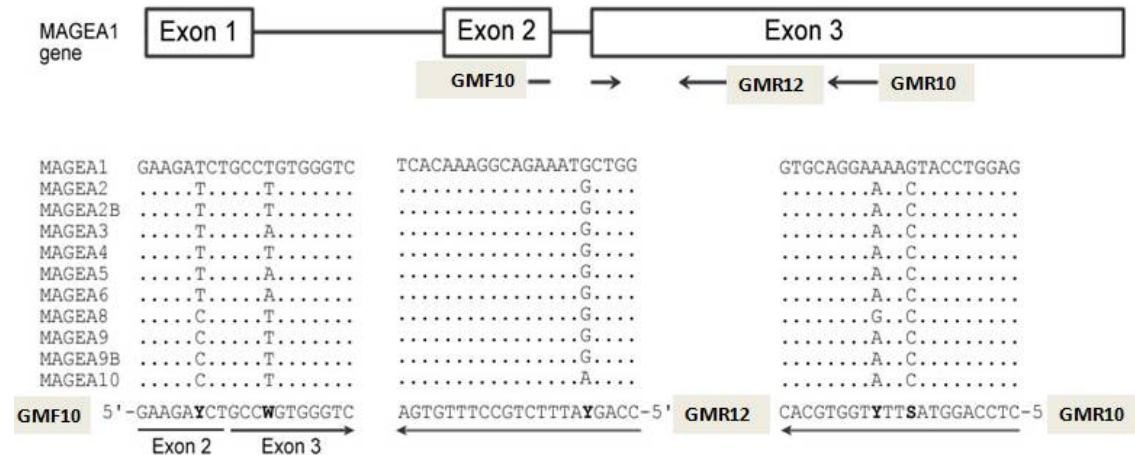 MAGEA1 gene
Exon 1 Exon 2 Exon 3
GMF10 GMR12 GMR10
MAGEA1 GAAGATCTGCCTGTGGGTC TCACAAAGGCAGAAATGCTGG GTGCAGGAAAAGTACCTGGAG
MAGEA2 .....T.....T....... ................G.... ........A..C.........
MAGEA2B .....T.....T....... ................G.... ........A..C.........
MAGEA3 .....T.....A....... ................G.... ........A..C.........
MAGEA4 .....T.....T....... ................G.... ........A..C.........
MAGEA5 .....T.....A....... ................G.... ........A..C.........
MAGEA6 .....T.....A....... ................G.... ........A..C.........
MAGEA8 .....C.....T....... ................G.... ........G..C.........
MAGEA9 .....C.....T....... ................G.... ........A..C.........
MAGEA9B .....C.....T....... ................G.... ........A..C.........
MAGEA10 .....C.....T....... ................A.... ........A..C.........
GMF10 5'-GAAGAYCTGCCWGTGGGTC AGTGTTTCCGTCTTTAYGACC-5' GMR12 CACGTGGTYTTSATGGACCTC-5 GMR10
Exon 2 Exon 3